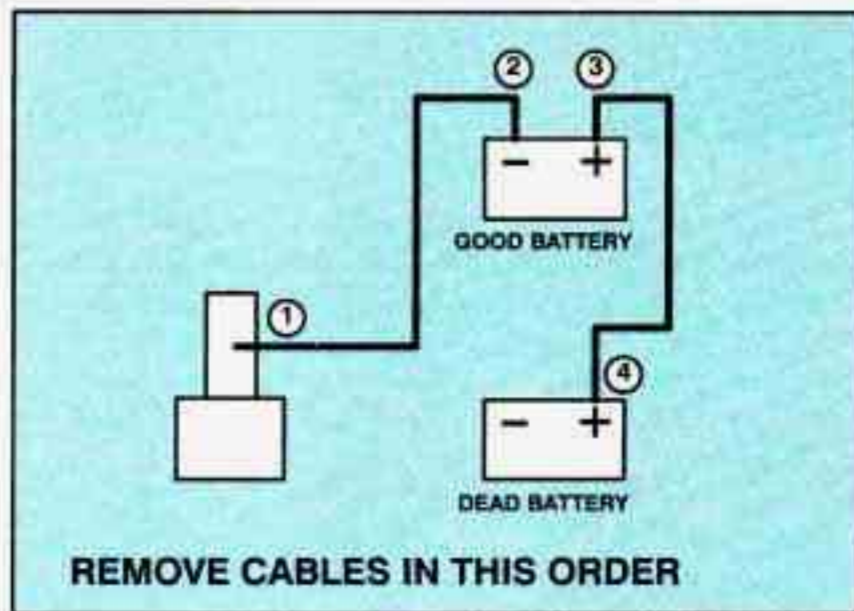 2 3
- +
GOOD BATTERY
1
4
- +
DEAD BATTERY
REMOVE CABLES IN THIS ORDER